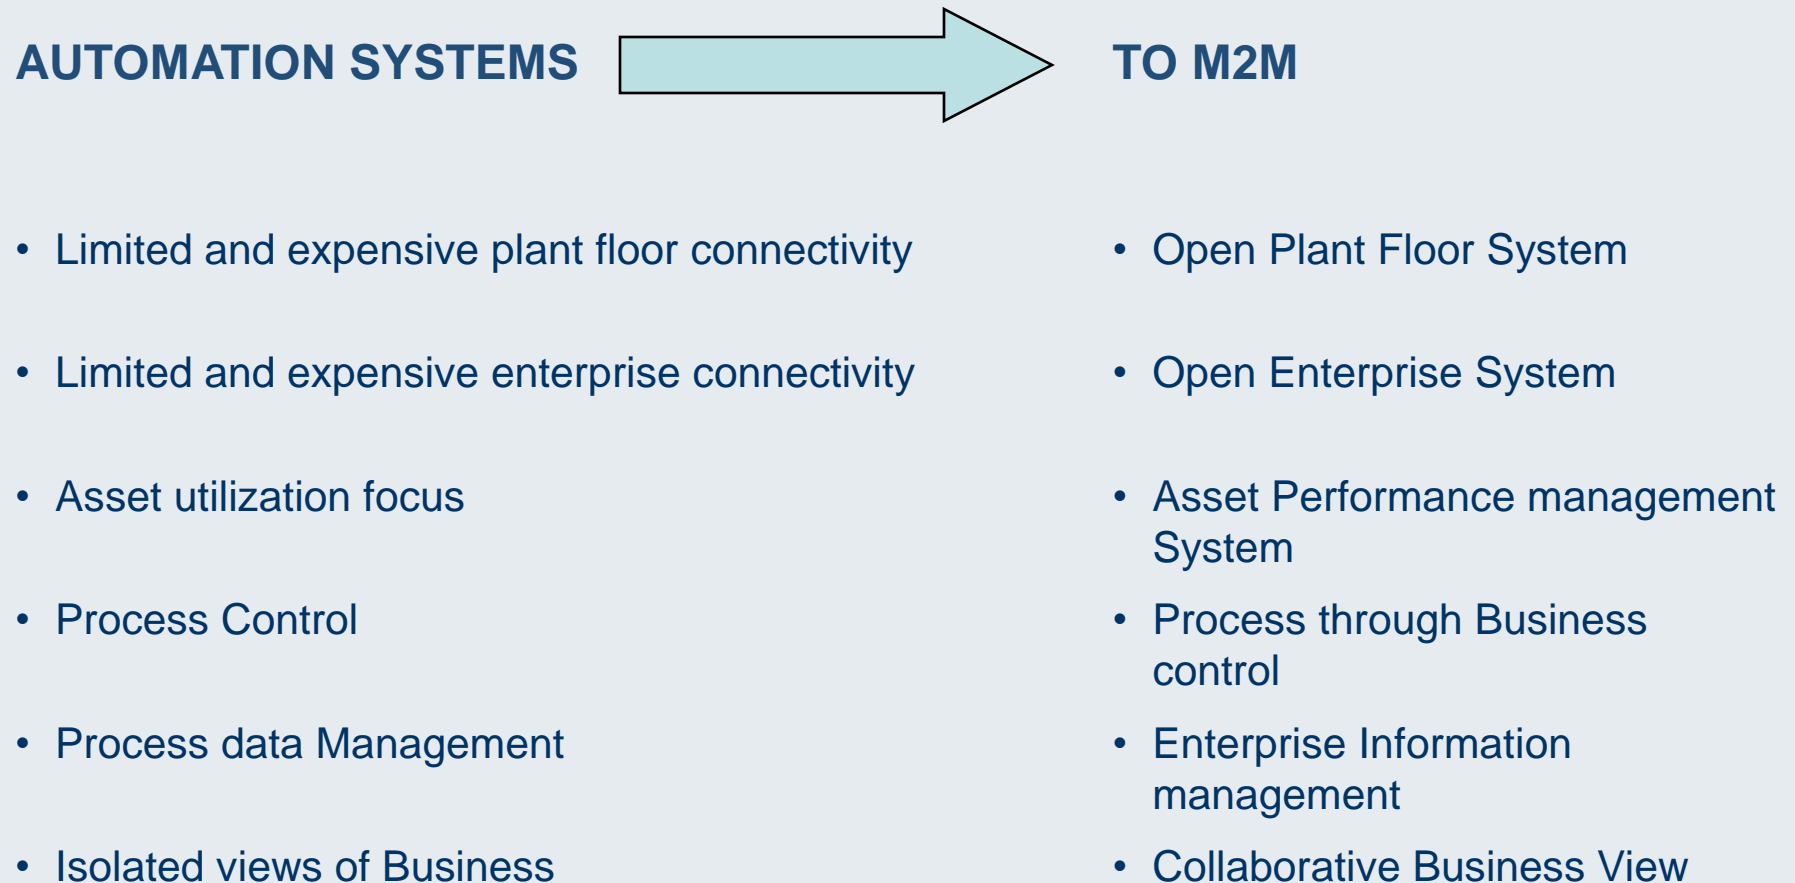 AUTOMATION SYSTEMS
TO M2M
• Limited and expensive plant floor connectivity
• Open Plant Floor System
• Limited and expensive enterprise connectivity
• Open Enterprise System
• Asset utilization focus
• Asset Performance management
System
• Process Control
• Process through Business
control
• Process data Management
• Enterprise Information
management
• Isolated views of Business
• Collaborative Business View